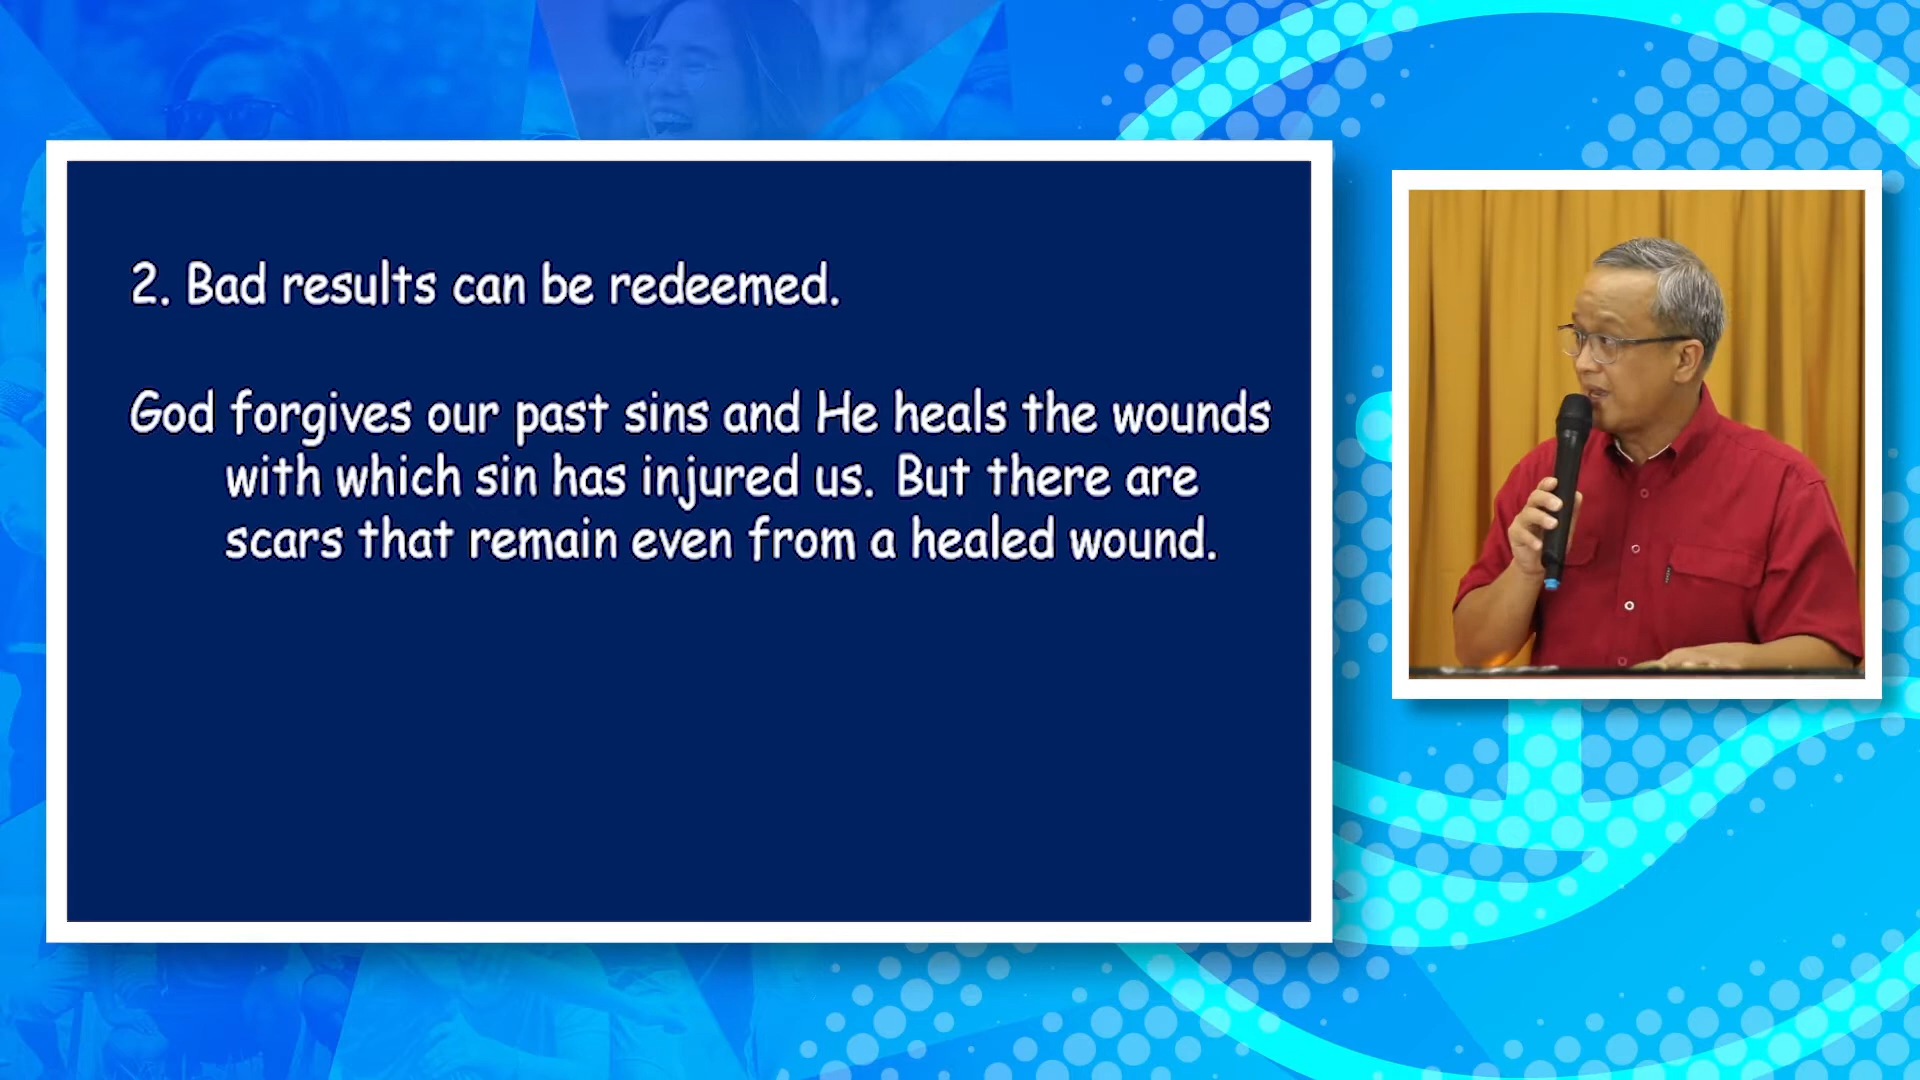 2. Bad results can be redeemed.
God forgives our past sins and He heals the wounds
with which sin has injured us. But there are
scars that remain even from a healed wound.